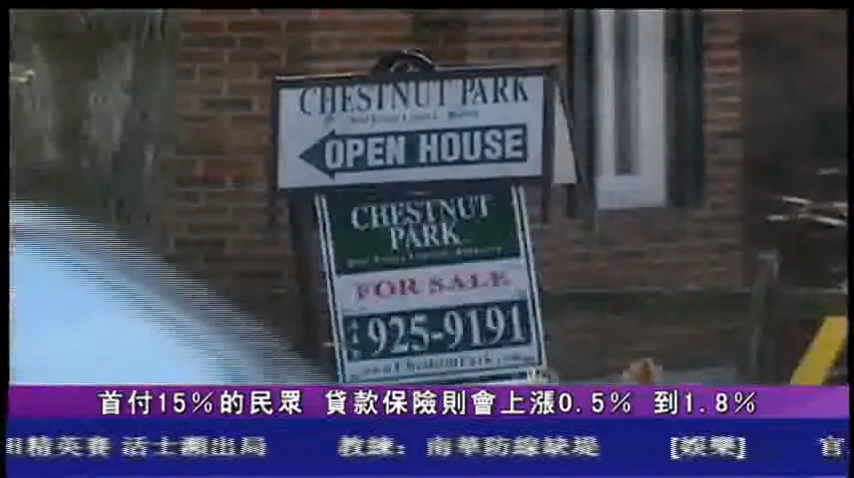 CHESTNUT PARK
OPEN HOUSE
CHESTNUT
PARK
FOR SALE
925-9191
首付15%的民眾 貸款保險則會上漲0.5% 到1.8%
精英賽 活士瀨出局 教練：南華防線缺堤 [娛樂] 官